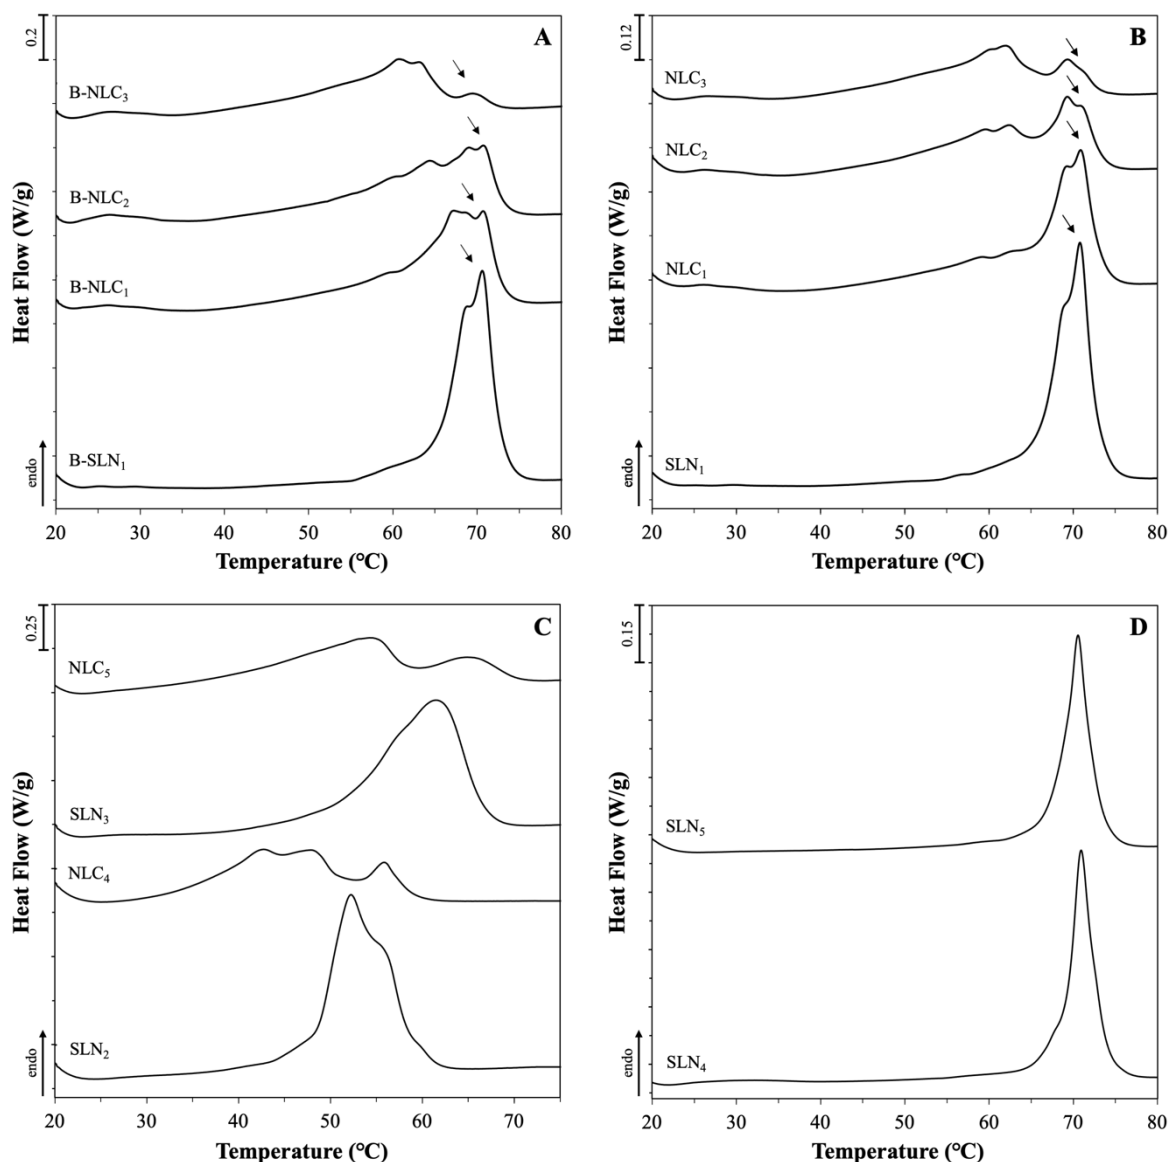 0.2
A
B-NLC3
B-NLC2
B-NLC1
B-SLN1
Heat Flow (W/g)
endo
20 30 40 50 60 70 80
Temperature (℃)
0.12
B
NLC3
NLC2
NLC1
SLN1
Heat Flow (W/g)
endo
20 30 40 50 60 70 80
Temperature (℃)
0.25
C
NLC5
SLN3
NLC4
SLN2
Heat Flow (W/g)
endo
20 30 40 50 60 70
Temperature (℃)
0.15
D
SLN5
SLN4
Heat Flow (W/g)
endo
20 30 40 50 60 70 80
Temperature (℃)